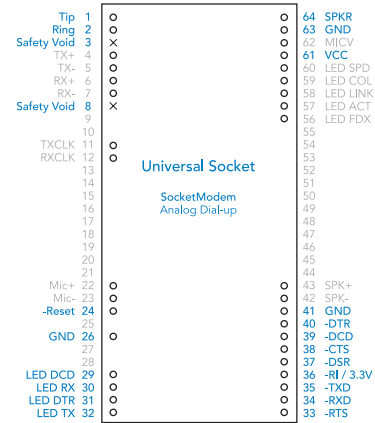 Tip 1
Ring 2
Safety Void 3
TX+ 4
TX- 5
RX+ 6
RX- 7
Safety Void 8
9
10
TXCLK 11
RXCLK 12
13
14
15
16
17
18
19
20
21
Mic+ 22
Mic- 23
-Reset 24
25
GND 26
27
28
LED DCD 29
LED RX 30
LED DTR 31
LED TX 32
Universal Socket
SocketModem
Analog Dial-up
64 SPKR
63 GND
62 MICV
61 VCC
60 LED SPD
59 LED COL
58 LED LINK
57 LED ACT
56 LED FDX
55
54
53
52
51
50
49
48
47
46
45
44
43 SPK+
42 SPK-
41 GND
40 -DTR
39 -DCD
38 -CTS
37 -DSR
36 -RI / 3.3V
35 -TXD
34 -RXD
33 -RTS